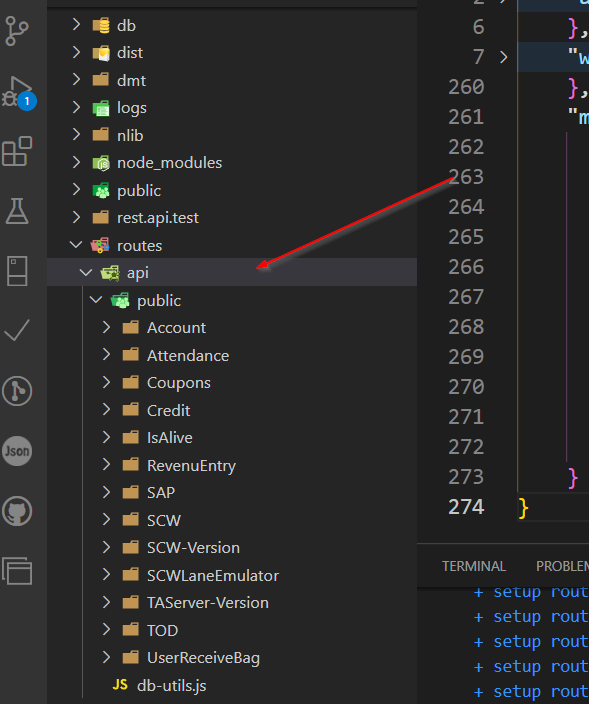 db
dist
dmt
logs
nlib
node_modules
public
rest.api.test
routes
api
public
Account
Attendance
Coupons
Credit
IsAlive
RevenuEntry
SAP
SCW
SCW-Version
SCWLaneEmulator
TAServer-Version
TOD
UserReceiveBag
JS db-utils.js
1
Json
6 },
7 "w
260 },
261 "m
262
263
264
265
266
267
268
269
270
271
272
273 }
274 }
TERMINAL PROBLEM
+ setup rout
+ setup rout
+ setup rout
+ setup rout
+ setup rout